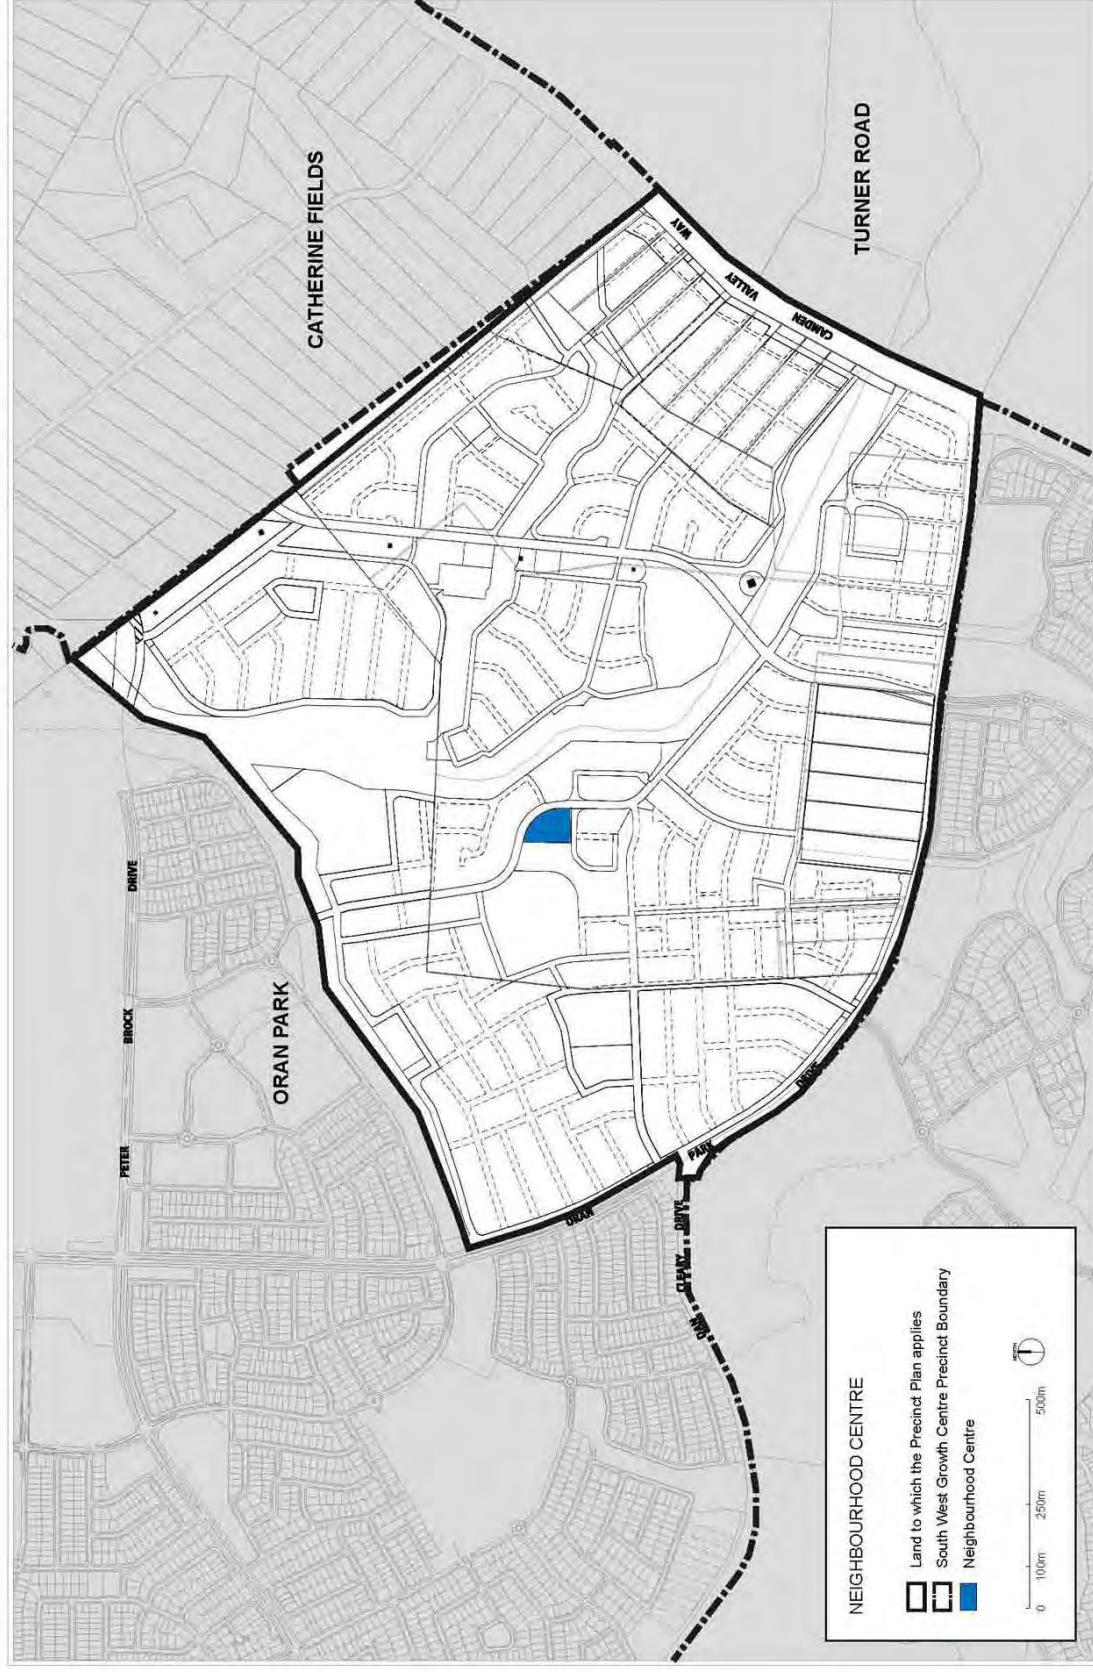 CATHERINE FIELDS
TURNER ROAD
ORAN PARK
PETER
BROCK
DRIVE
CAMDEN
VALLEY
WAY
ORAN
PARK
DRIVE
DAN
CLEARY
DRIVE
NEIGHBOURHOOD CENTRE
Land to which the Precinct Plan applies
South West Growth Centre Precinct Boundary
Neighbourhood Centre
0
100m
250m
500m
NORTH